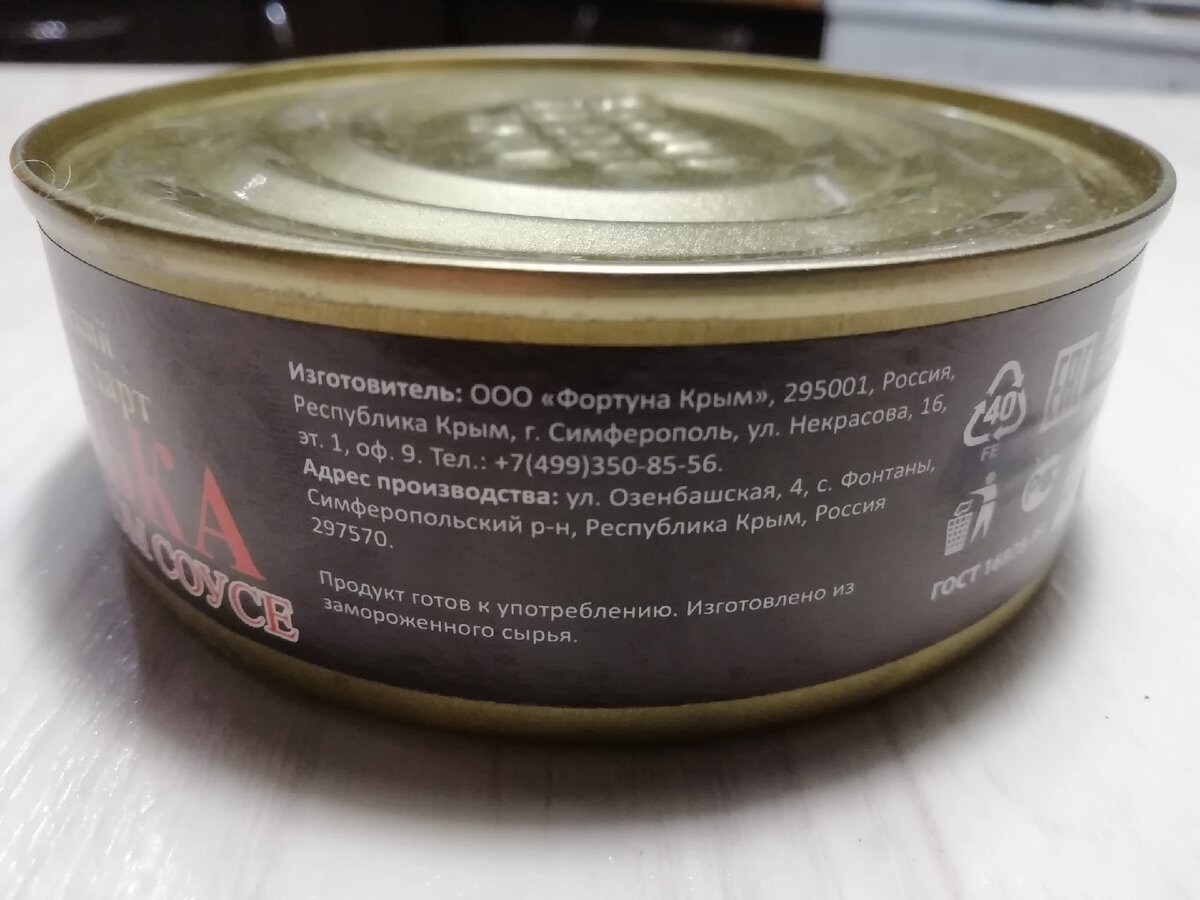 СОУСЕ
Изготовитель: ООО «Фортуна Крым», 295001, Россия,
Республика Крым, г. Симферополь, ул. Некрасова, 16,
эт. 1, оф. 9. Тел.: +7(499)350-85-56.
Адрес производства: ул. Озенбашская, 4, с. Фонтаны,
Симферопольский р-н, Республика Крым, Россия
297570.
Продукт готов к употреблению. Изготовлено из
замороженного сырья.
40
FE
EAC
ГОСТ